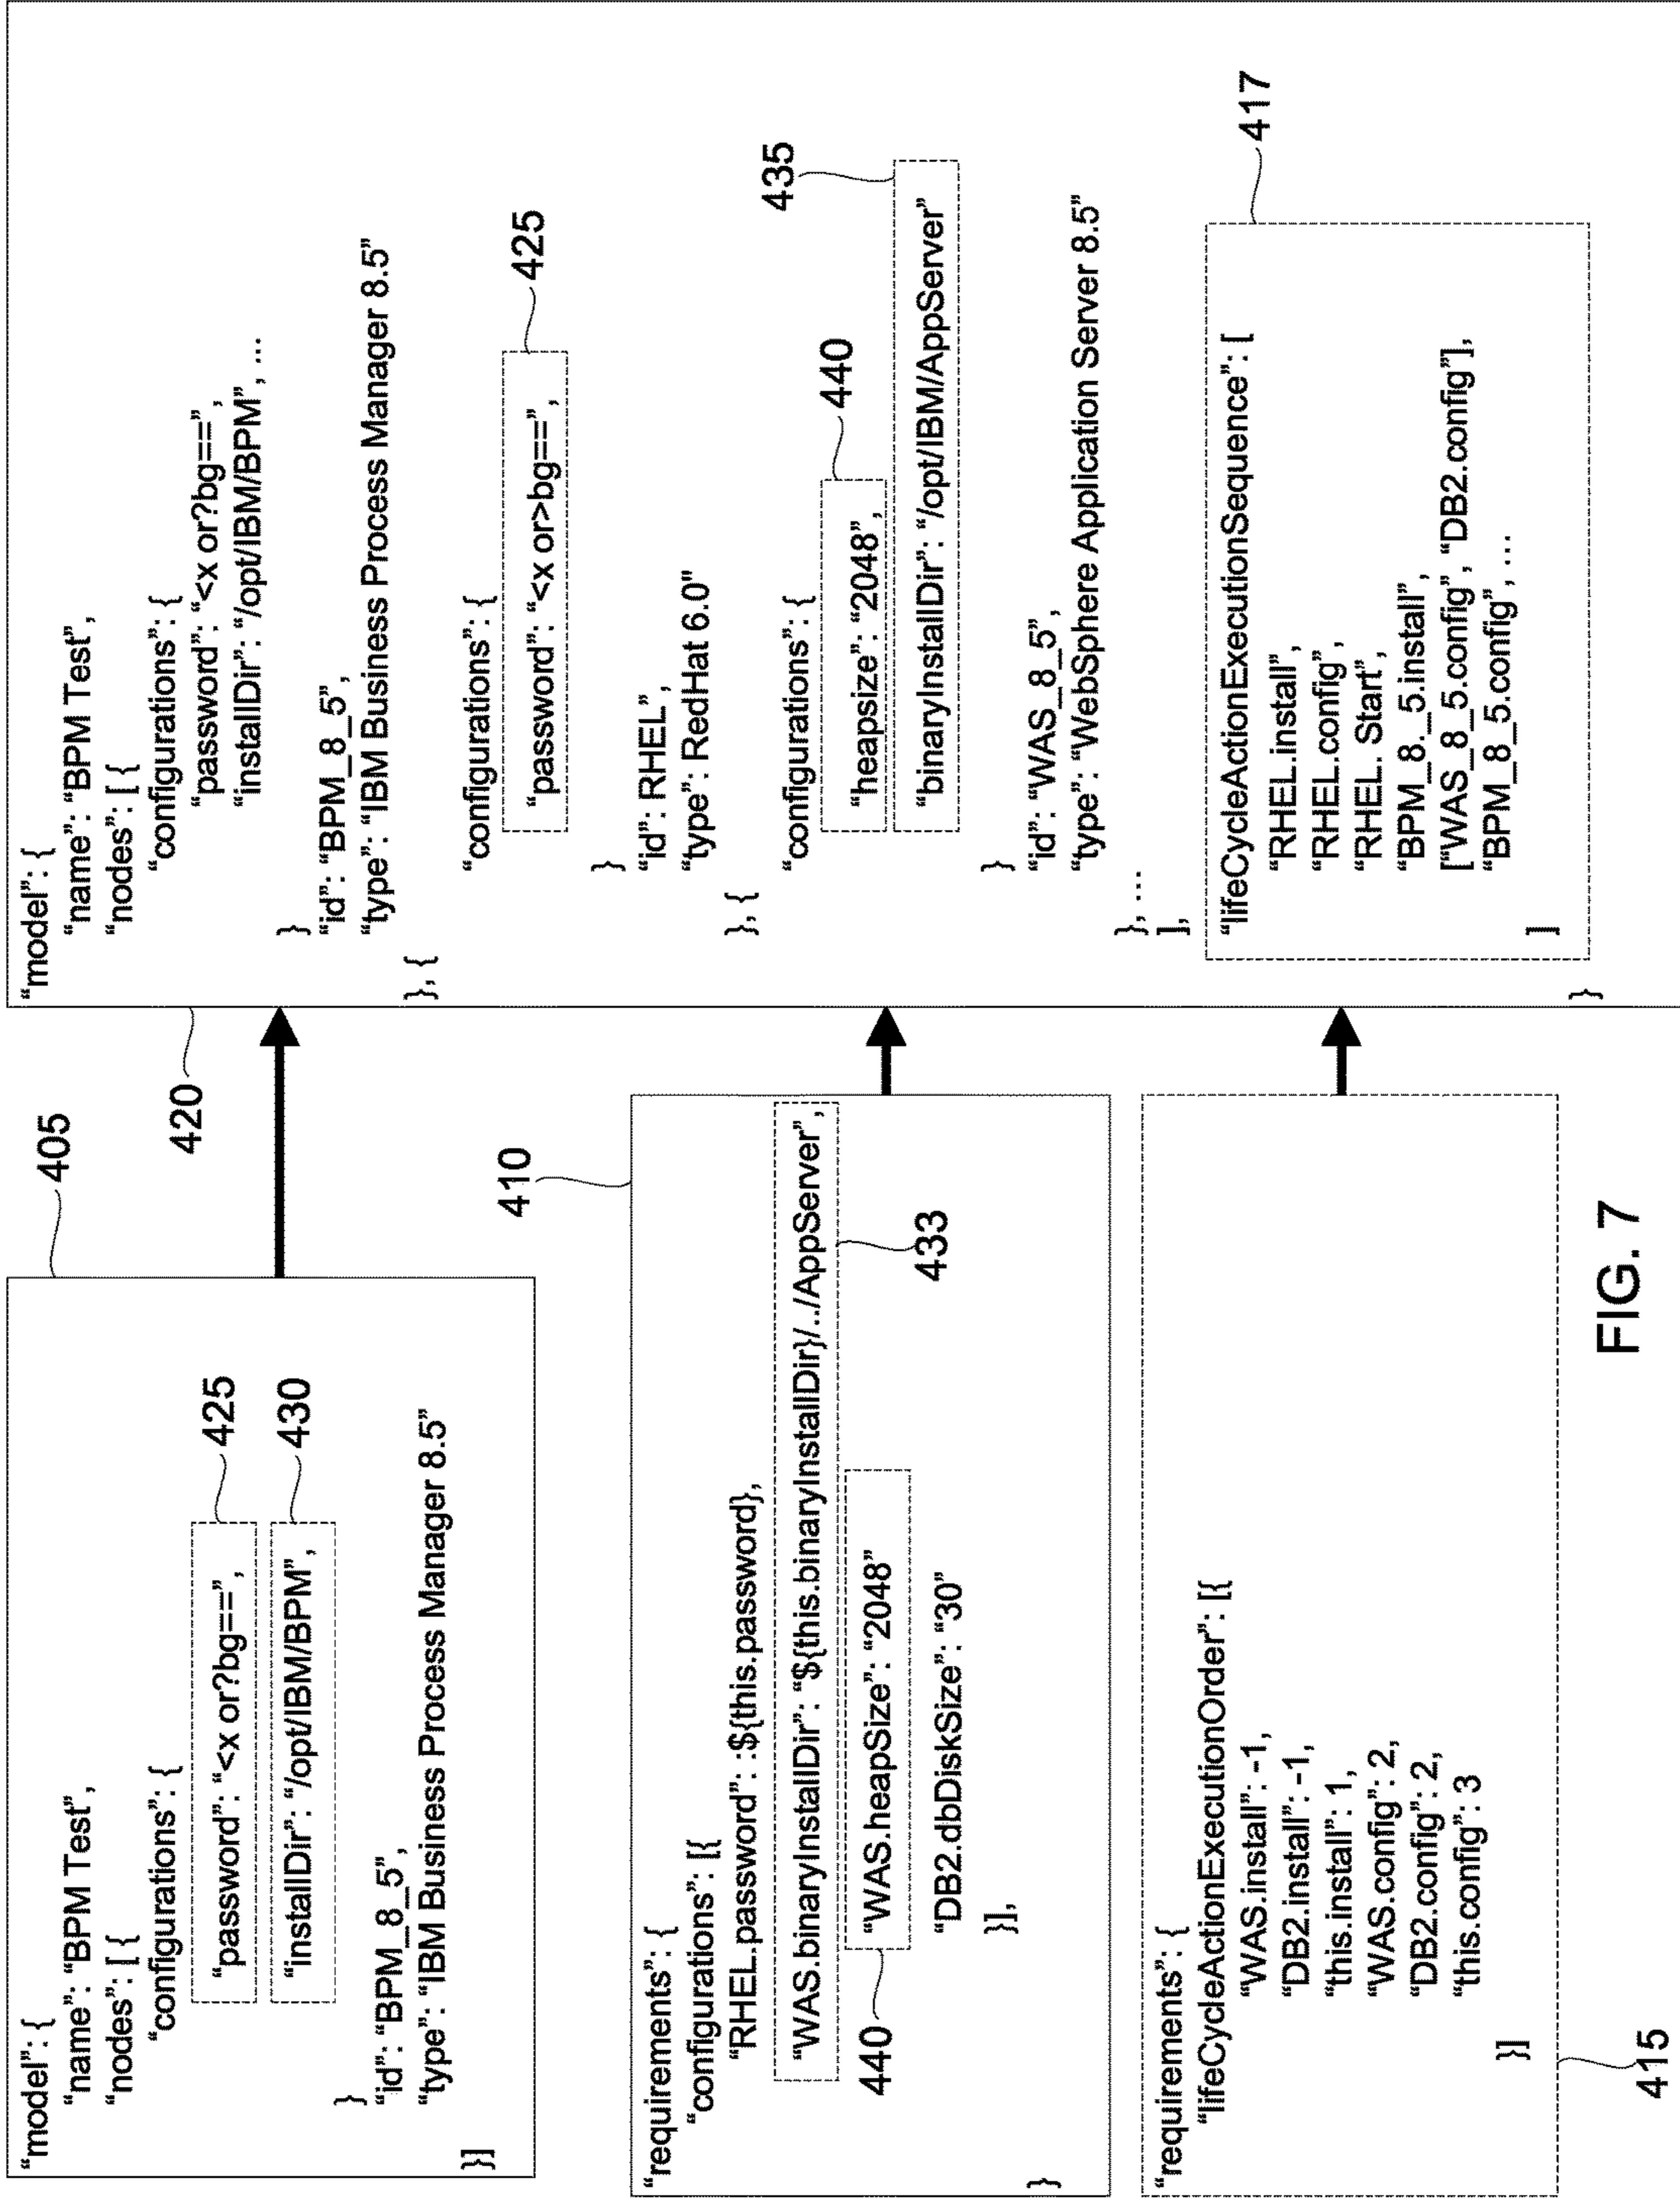 "model": {
"name": "BPM Test",
"nodes": [ {
"configurations": {
"password": "<x or?bg==",
"installDir": "/opt/IBM/BPM",
}
"id": "BPM_8_5",
"type": "IBM Business Process Manager 8.5"
}]
405
425
430
"requirements": {
"configurations": [{
"RHEL.password": :${this.password},
"WAS.binaryInstallDir": "${this.binaryInstallDir}/../AppServer",
"WAS.heapSize": "2048"
"DB2.dbDiskSize": "30"
}],
}
410
433
440
"requirements": {
"lifeCycleActionExecutionOrder": [{
"WAS.install": -1,
"DB2.install": -1,
"this.install": 1,
"WAS.config": 2,
"DB2.config": 2,
"this.config": 3
}]
415
"model": {
"name": "BPM Test",
"nodes": [ {
"configurations": {
"password": "<x or?bg==",
"installDir": "/opt/IBM/BPM", ...
}
"id": "BPM_8_5",
"type": "IBM Business Process Manager 8.5"
}, {
"configurations": {
"password": "<x or>bg==",
}
"id": RHEL",
"type": RedHat 6.0"
}, {
"configurations": {
"heapsize": "2048",
"binaryInstallDir": "/opt/IBM/AppServer"
}
"id": "WAS_8_5",
"type": "WebSphere Application Server 8.5"
}, ...
],
"lifeCycleActionExecutionSequence": [
"RHEL.install",
"RHEL.config",
"RHEL. Start",
"BPM_8._5.install",
["WAS_8_5.config", "DB2.config"],
"BPM_8_5.config", ...
]
}
420
425
440
435
417
FIG. 7